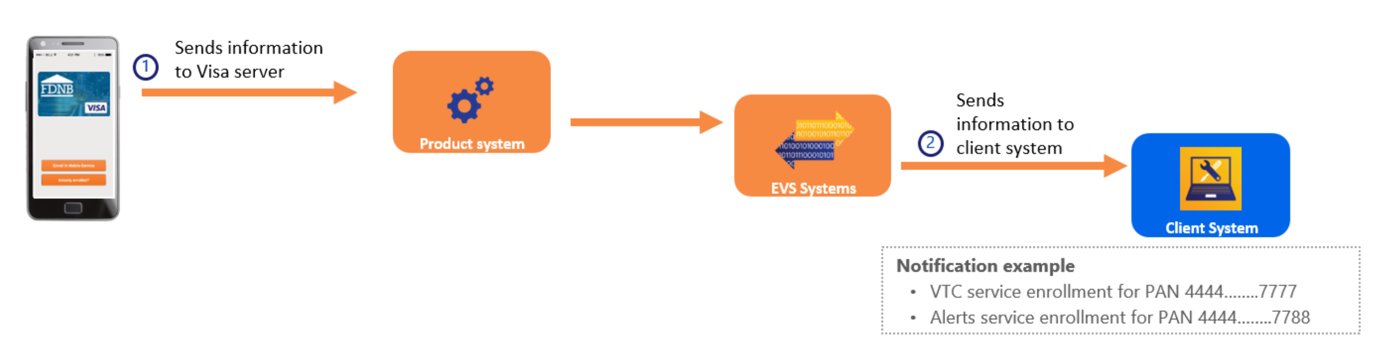 1
Sends information
to Visa server
FDNB
VISA
Enroll in Mobile Service
Already enrolled?
Product system
EVS Systems
2
Sends
information to
client system
Client System
Notification example
• VTC service enrollment for PAN 4444........7777
• Alerts service enrollment for PAN 4444........7788